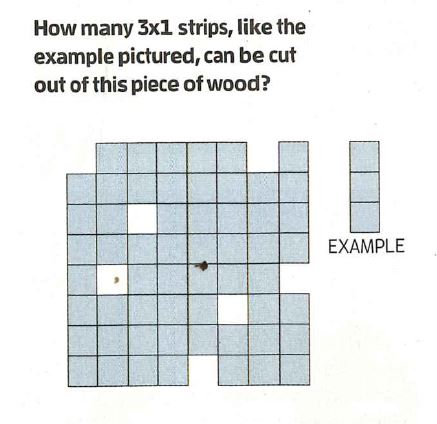 How many 3x1 strips, like the
example pictured, can be cut
out of this piece of wood?
EXAMPLE